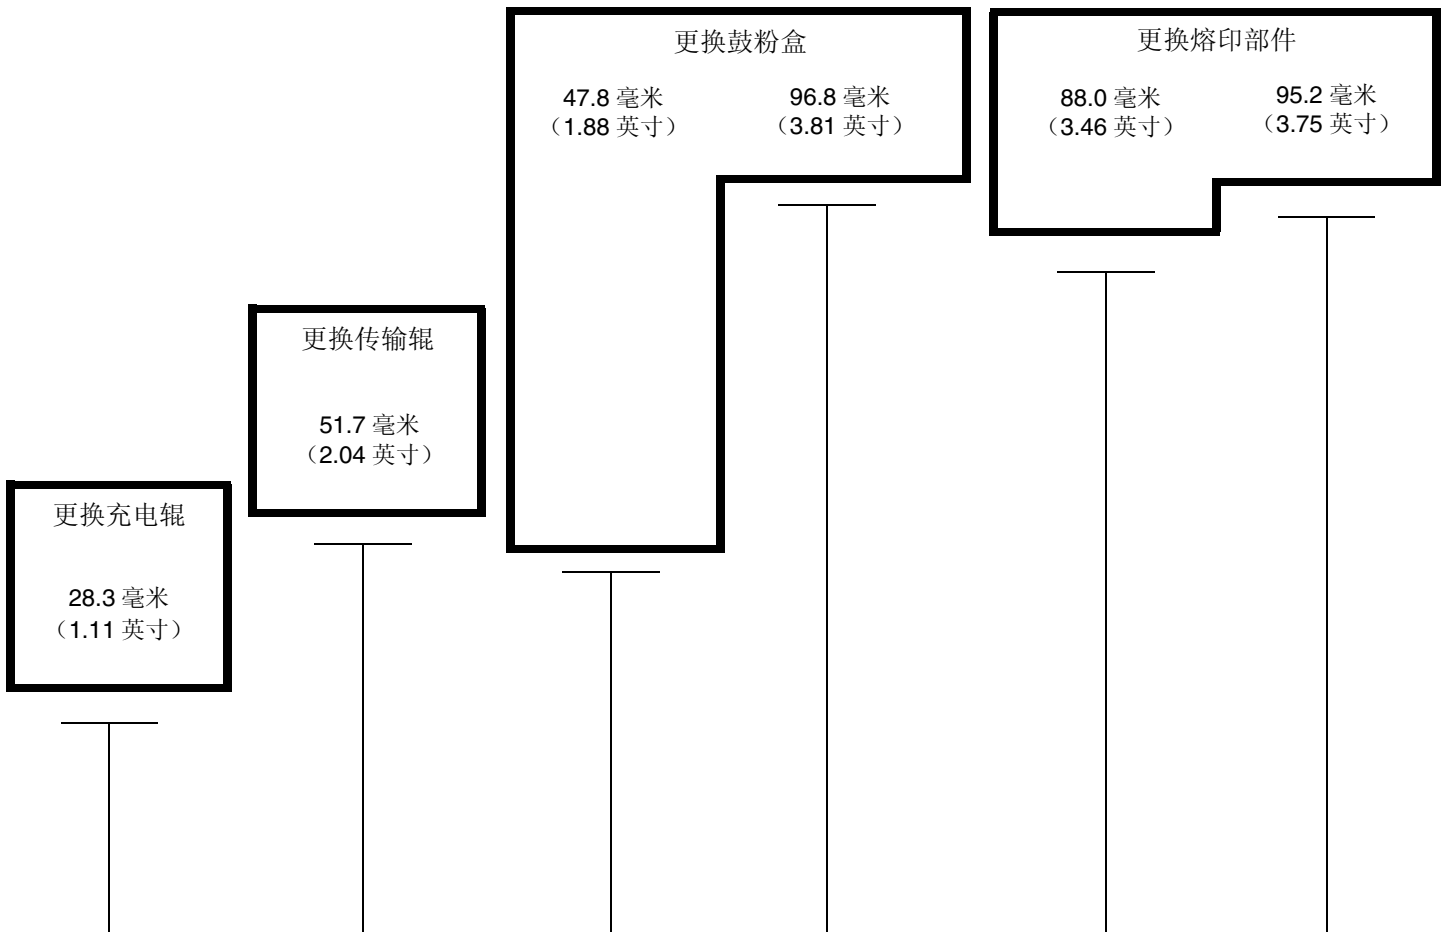 更换鼓粉盒
47.8 毫米
（1.88 英寸）
96.8 毫米
（3.81 英寸）
更换熔印部件
88.0 毫米
（3.46 英寸）
95.2 毫米
（3.75 英寸）
更换传输辊
51.7 毫米
（2.04 英寸）
更换充电辊
28.3 毫米
（1.11 英寸）